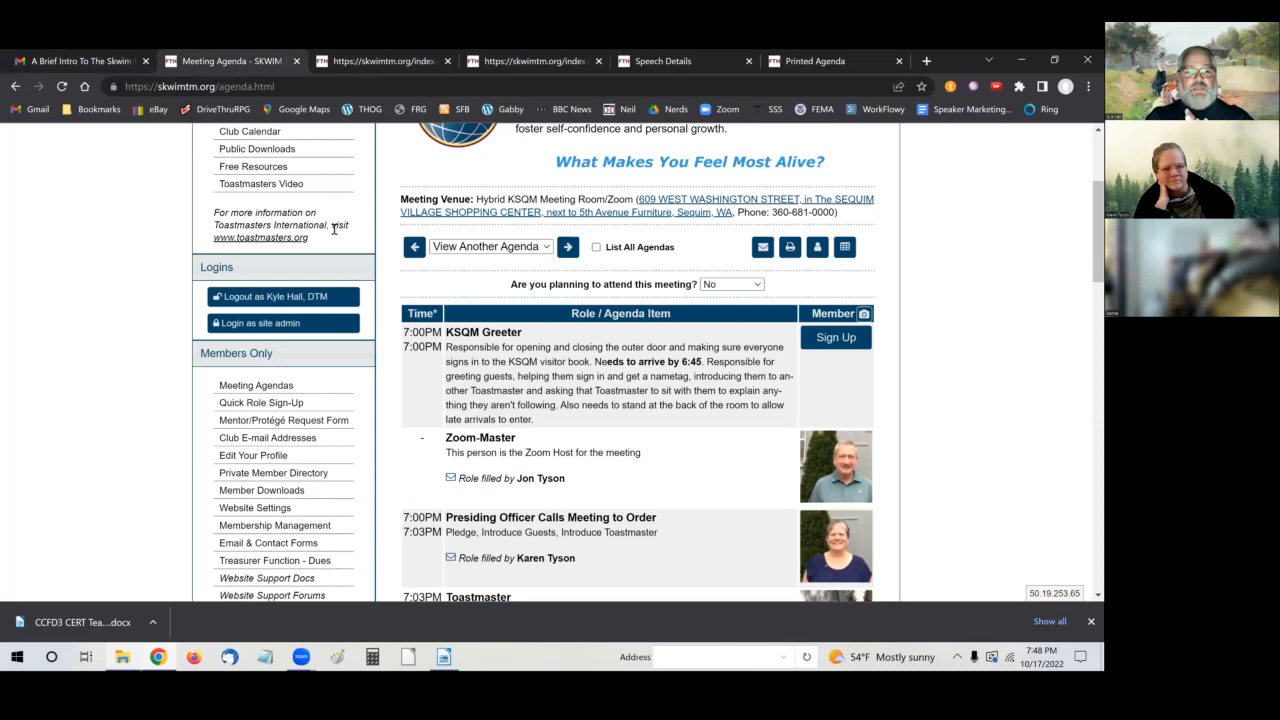 A Brief Intro To The Skwim
Meeting Agenda - SKWIM
https://skwimtm.org/index.
https://skwimtm.org/index.
Speech Details
Printed Agenda
https://skwimtm.org/agenda.html
Gmail
Bookmarks
eBay
DriveThruRPG
Google Maps
THOG
FRG
SFB
Gabby
BBC News
Neil
Nerds
Zoom
SSS
FEMA
WorkFlowy
Speaker Marketing...
Ring
Club Calendar
Public Downloads
Free Resources
Toastmasters Video
For more information on
Toastmasters International, visit
www.toastmasters.org
Logins
Logout as Kyle Hall, DTM
Login as site admin
Members Only
Meeting Agendas
Quick Role Sign-Up
Mentor/Protégé Request Form
Club E-mail Addresses
Edit Your Profile
Private Member Directory
Member Downloads
Website Settings
Membership Management
Email & Contact Forms
Treasurer Function - Dues
Website Support Docs
Website Support Forums
foster self-confidence and personal growth.
What Makes You Feel Most Alive?
Meeting Venue: Hybrid KSQM Meeting Room/Zoom (609 WEST WASHINGTON STREET, in The SEQUIM
VILLAGE SHOPPING CENTER, next to 5th Avenue Furniture, Sequim, WA, Phone: 360-681-0000)
View Another Agenda
List All Agendas
Are you planning to attend this meeting? No
Time* Role / Agenda Item Member
7:00PM KSQM Greeter Sign Up
7:00PM Responsible for opening and closing the outer door and making sure everyone
signs in to the KSQM visitor book. Needs to arrive by 6:45. Responsible for
greeting guests, helping them sign in and get a nametag, introducing them to an-
other Toastmaster and asking that Toastmaster to sit with them to explain any-
thing they aren't following. Also needs to stand at the back of the room to allow
late arrivals to enter.
- Zoom-Master
This person is the Zoom Host for the meeting
Role filled by Jon Tyson
7:00PM Presiding Officer Calls Meeting to Order
7:03PM Pledge, Introduce Guests, Introduce Toastmaster
Role filled by Karen Tyson
7:03PM Toastmaster
50.19.253.65
CCFD3 CERT Tea....docx
Show all
Address
54°F Mostly sunny
7:48 PM
10/17/2022
Karen Tyson